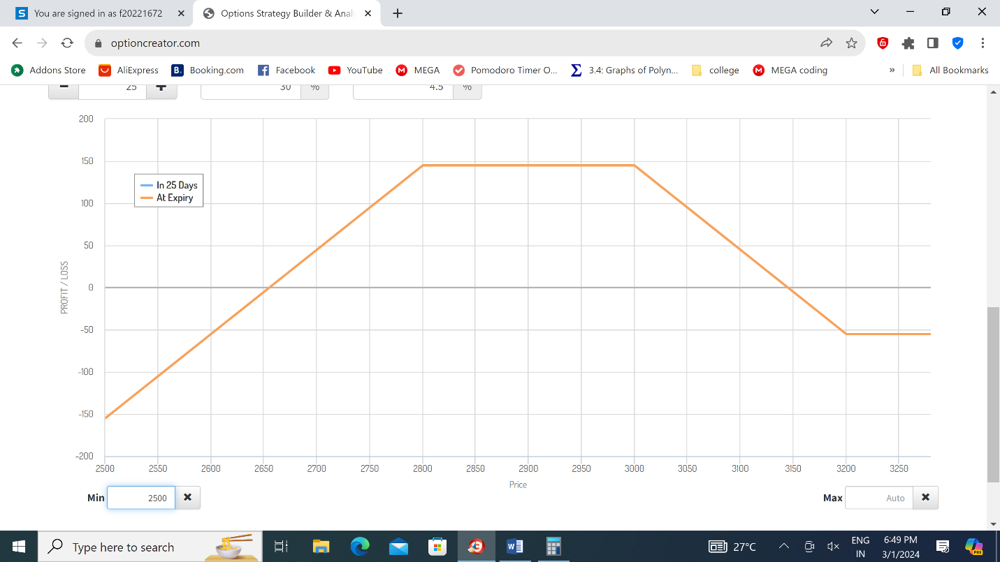 You are signed in as f20221672
Options Strategy Builder & Anal
optioncreator.com
Addons Store
AliExpress
B. Booking.com
Facebook
YouTube
M MEGA
Pomodoro Timer O...
Σ 3.4: Graphs of Polyn...
college
M MEGA coding
»
All Bookmarks
25
30 %
4.5 %
200
150
100
50
0
-50
-100
-150
-200
PROFIT / LOSS
In 25 Days
At Expiry
2500 2550 2600 2650 2700 2750 2800 2850 2900 2950 3000 3050 3100 3150 3200 3250
Price
Min 2500
Max Auto
Type here to search
27°C
ENG
IN
6:49 PM
3/1/2024
PRE